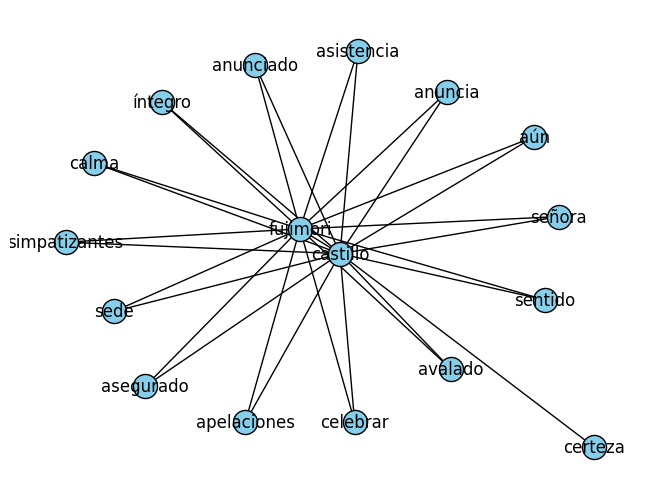 asistencia
anunciado
anuncia
íntegro
aún
calma
señora
fujimori
simpatizantes
castillo
sentido
sede
avalado
asegurado
apelaciones
celebrar
certeza